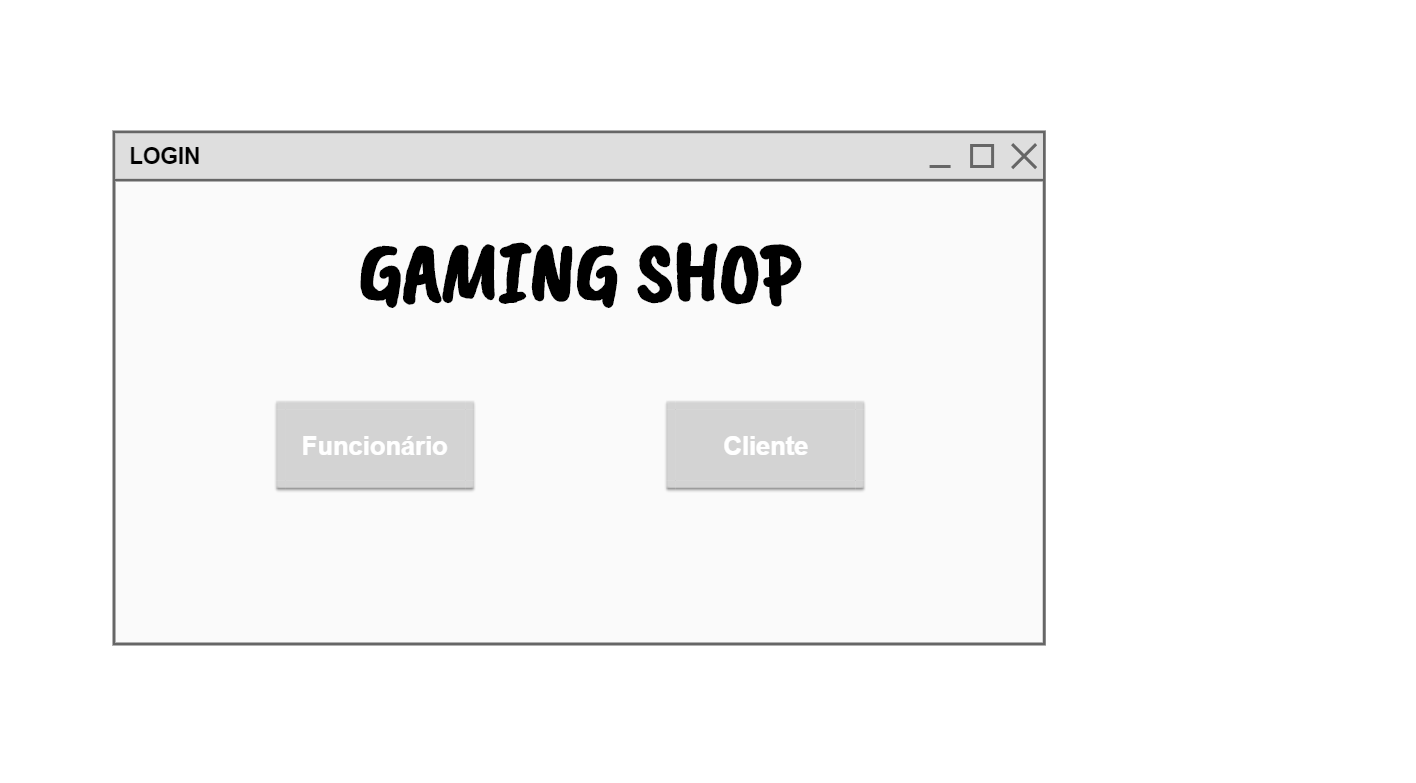 LOGIN
GAMING SHOP
Funcionário
Cliente